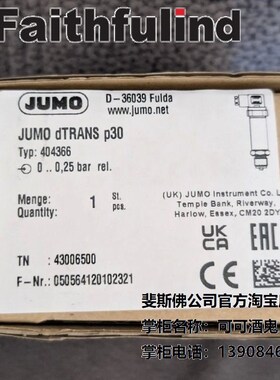 Faithfulind
JUMO
D-36039 Fulda
www.jumo.net
JUMO dTRANS p30
Typ: 404366
0 ..0,25 bar rel.
Menge: 1 St.
Quantity: pcs.
(UK) JUMO Instrument Co. L
Temple Bank, Riverway,
Harlow, Essex, CM20 2DY
UK CA
EAC
CE
TN : 43006500
F-Nr.: 0505641201023210
斐斯佛公司官方淘宝
掌柜名称: 可可酒鬼
掌柜电话: 1390846